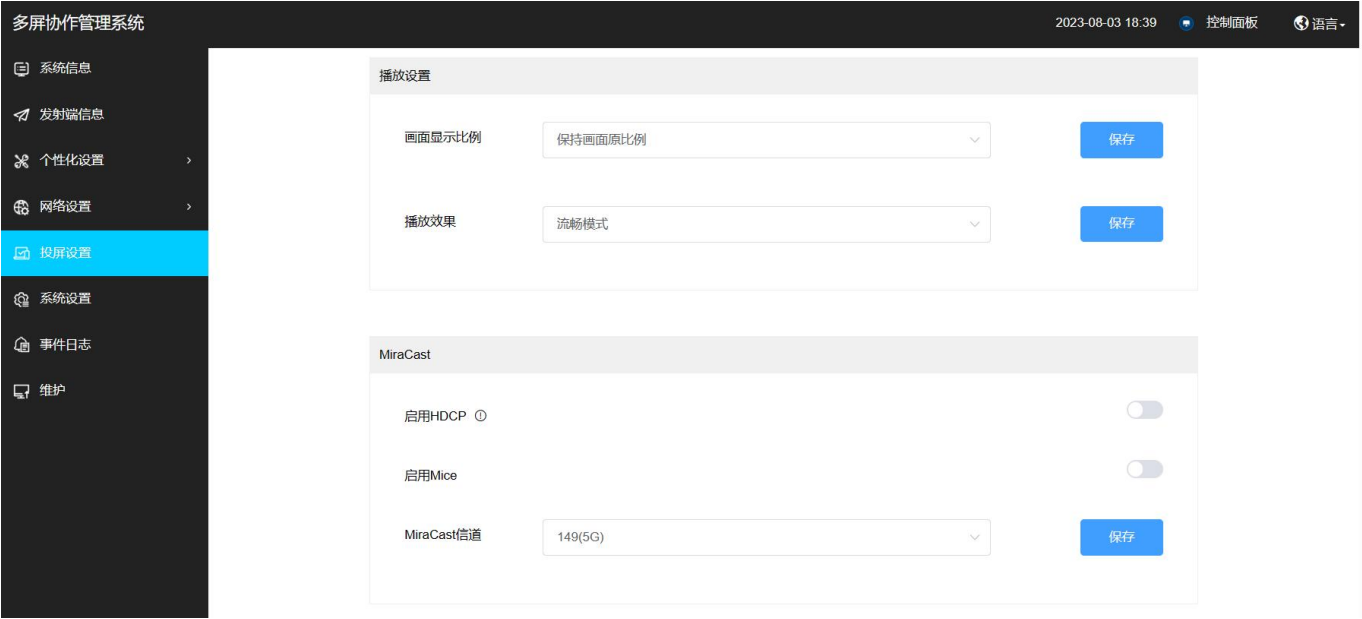 多屏协作管理系统
2023-08-03 18:39 控制面板 语言
系统信息
发射端信息
个性化设置
网络设置
投屏设置
系统设置
事件日志
维护
播放设置
画面显示比例 保持画面原比例 保存
播放效果 流畅模式 保存
MiraCast
启用HDCP
启用Mice
MiraCast信道 149(5G) 保存